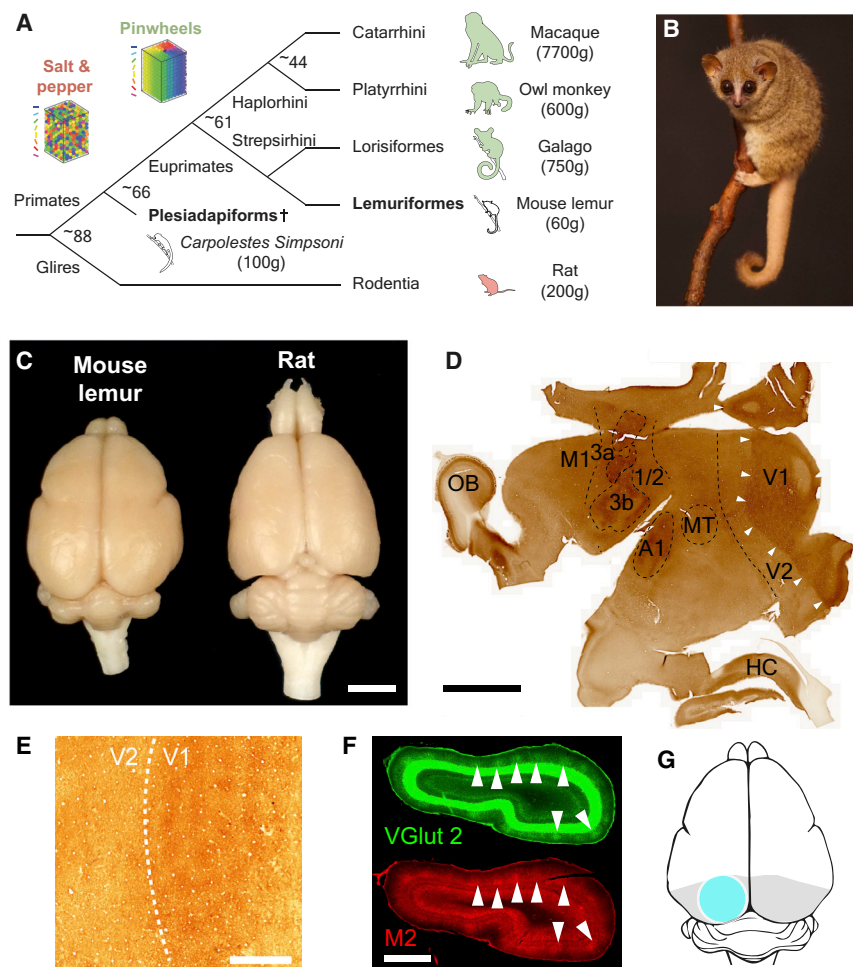 A
Salt &
pepper
Pinwheels
~44
Haplorhini
~61
Strepsirhini
Euprimates
~66
Primates
Plesiadapiforms†
~88
Carpolestes Simpsoni
(100g)
Glires
Catarrhini
Macaque
(7700g)
Platyrrhini
Owl monkey
(600g)
Lorisiformes
Galago
(750g)
Lemuriformes
Mouse lemur
(60g)
Rodentia
Rat
(200g)
B
C
Mouse
lemur
Rat
D
OB
M1
3a
1/2
3b
A1
MT
V1
V2
HC
E
V2
V1
F
VGlut 2
M2
G